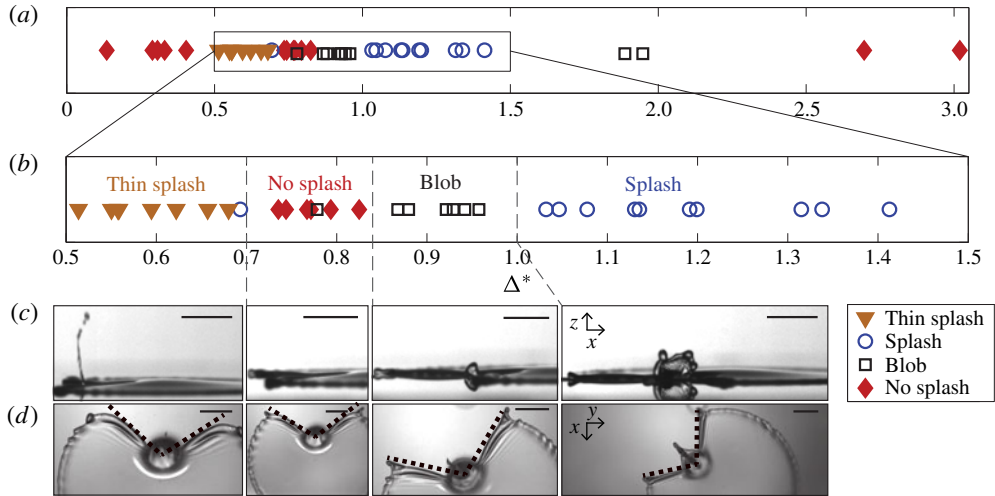 (a)
0 0.5 1.0 1.5 2.0 2.5 3.0
(b)
Thin splash No splash Blob Splash
0.5 0.6 0.7 0.8 0.9 1.0 1.1 1.2 1.3 1.4 1.5
Δ*
(c)
z
x
Thin splash
Splash
Blob
No splash
(d)
y
x